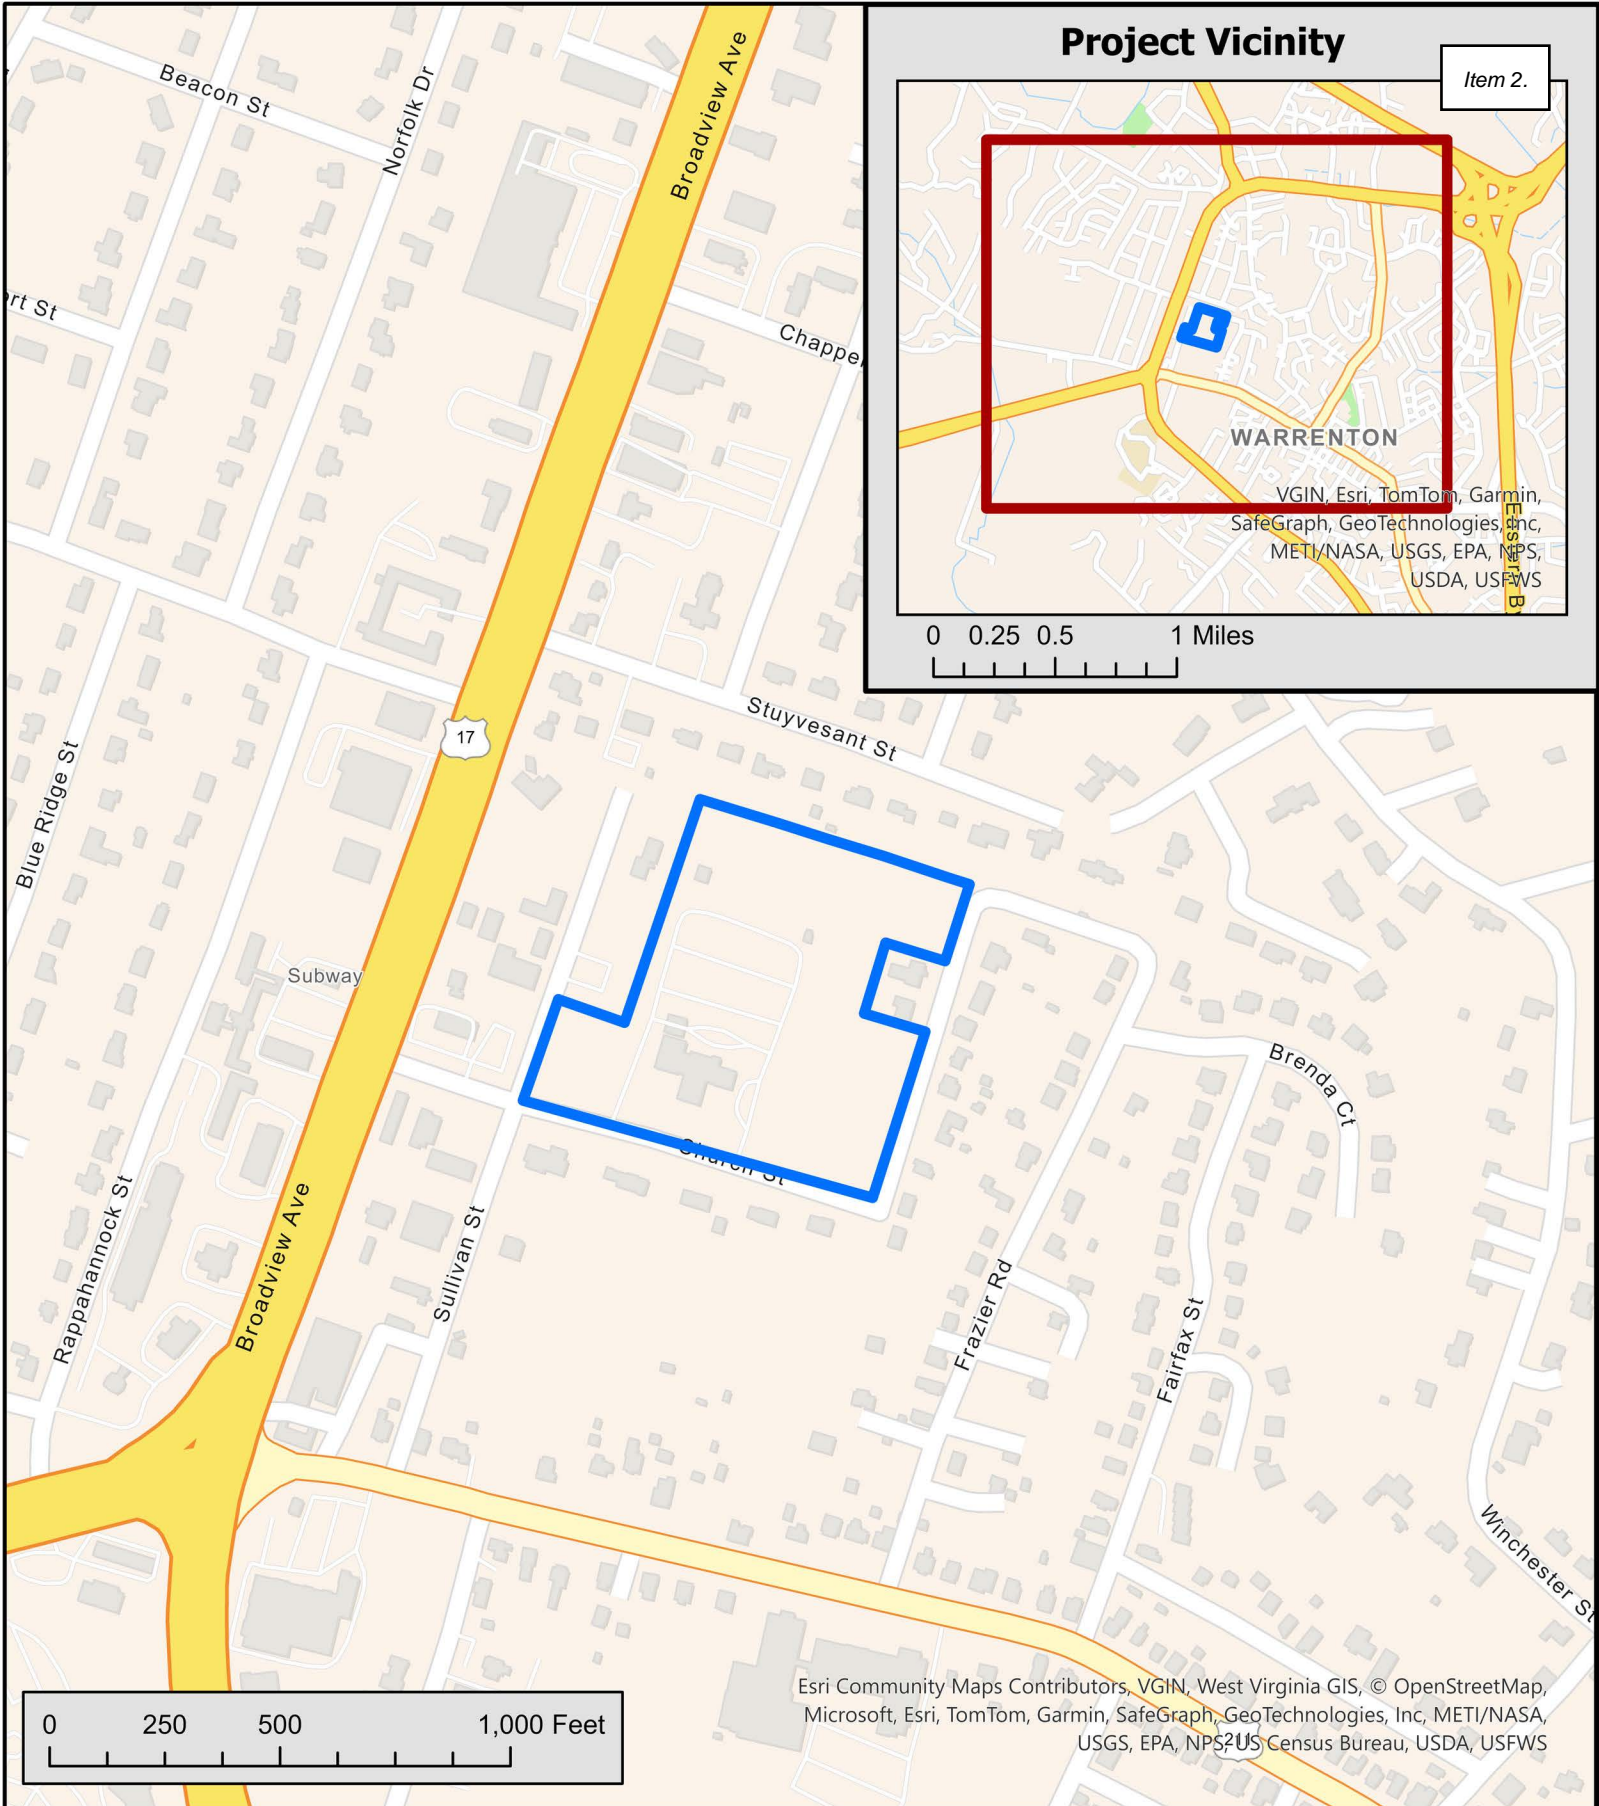 Project Vicinity
Item 2.
WARRENTON
VGIN, Esri, TomTom, Garmin,
SafeGraph, GeoTechnologies, Inc,
METI/NASA, USGS, EPA, NPS,
USDA, USFWS
0 0.25 0.5 1 Miles
Beacon St
Norfolk Dr
Broadview Ave
Stuyvesant St
17
Blue Ridge St
Subway
Brenda Ct
Church St
Rappahannock St
Broadview Ave
Sullivan St
Frazier Rd
Fairfax St
Winchester St
Esri Community Maps Contributors, VGIN, West Virginia GIS, © OpenStreetMap,
Microsoft, Esri, TomTom, Garmin, SafeGraph, GeoTechnologies, Inc, METI/NASA,
USGS, EPA, NPS, US Census Bureau, USDA, USFWS
211
0 250 500 1,000 Feet